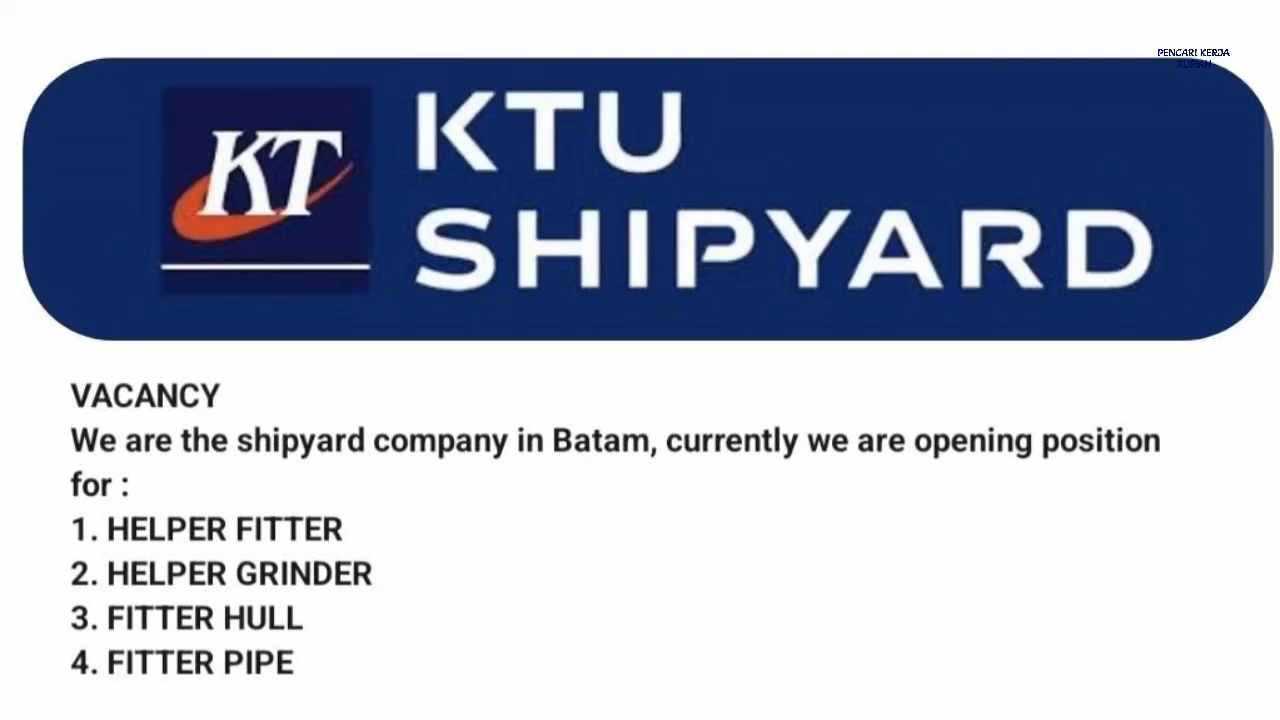 PENCARI KERJA
RUPIAH
KT
KTU
SHIPYARD
VACANCY
We are the shipyard company in Batam, currently we are opening position
for :
1. HELPER FITTER
2. HELPER GRINDER
3. FITTER HULL
4. FITTER PIPE